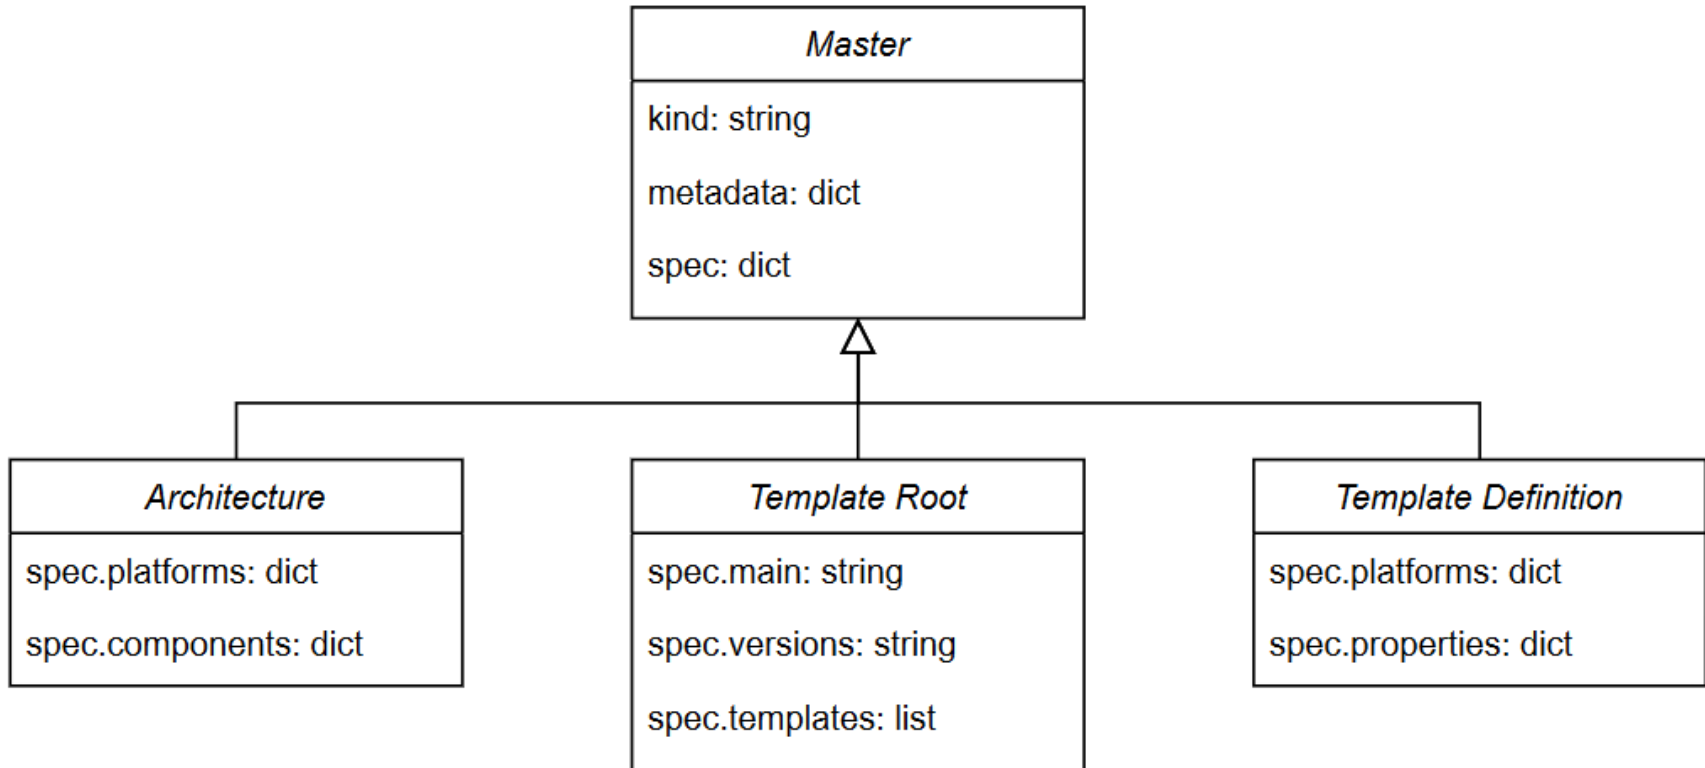 Master
kind: string
metadata: dict
spec: dict
Architecture
spec.platforms: dict
spec.components: dict
Template Root
spec.main: string
spec.versions: string
spec.templates: list
Template Definition
spec.platforms: dict
spec.properties: dict